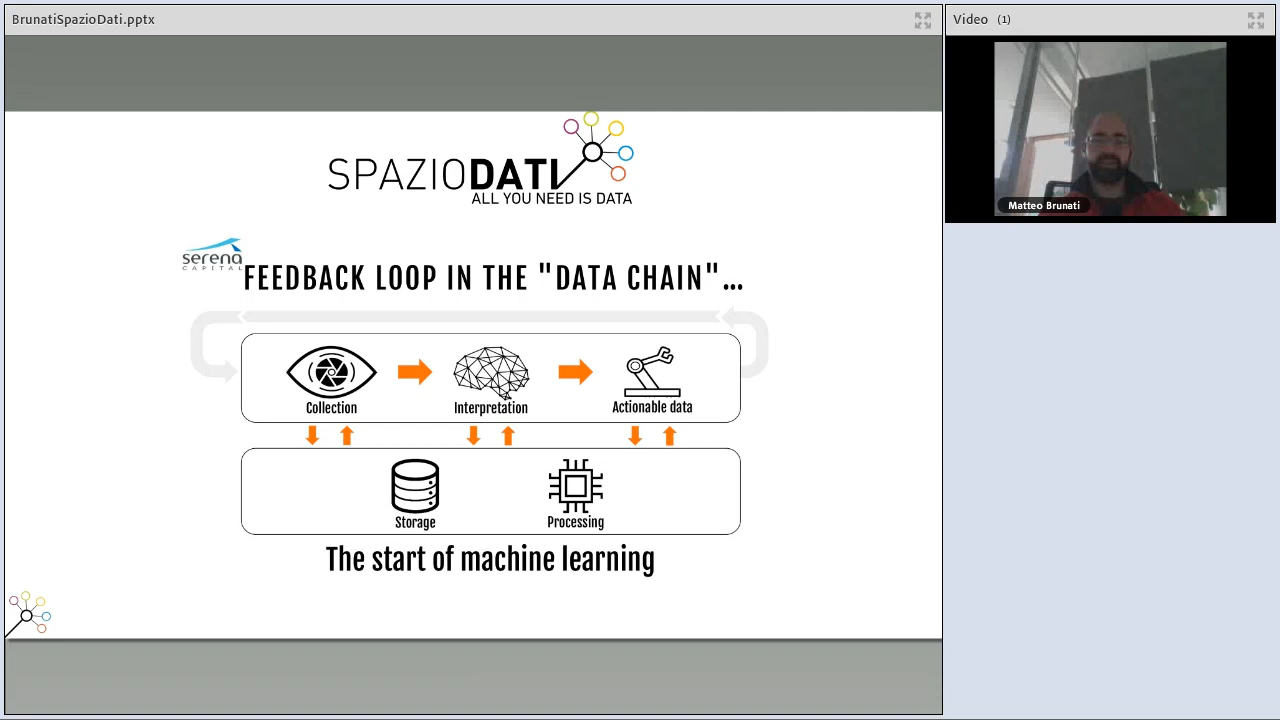 BrunatiSpazioDati.pptx
Video (1)
SPAZIODATI
ALL YOU NEED IS DATA
serena
CAPITAL
FEEDBACK LOOP IN THE "DATA CHAIN"...
Collection
Interpretation
Actionable data
Storage
Processing
The start of machine learning
Matteo Brunati